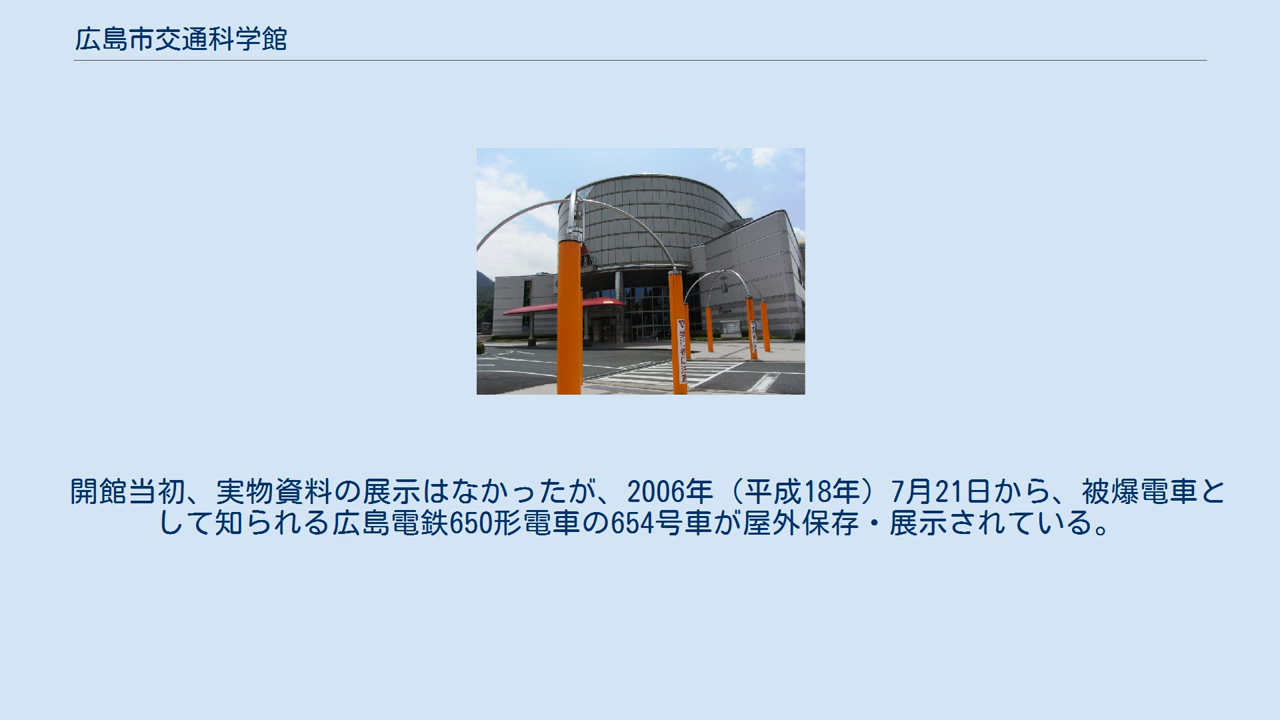 広島市交通科学館
開館当初、実物資料の展示はなかったが、2006年（平成18年）7月21日から、被爆電車と
して知られる広島電鉄650形電車の654号車が屋外保存・展示されている。